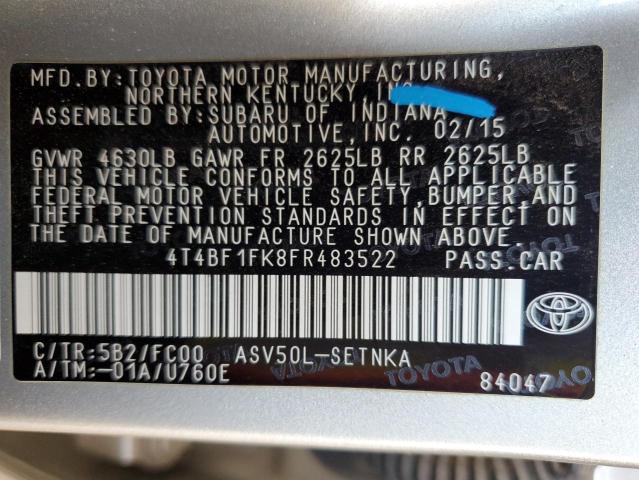 MFD. BY: TOYOTA MOTOR MANUFACTURING,
NORTHERN KENTUCKY, INC.
ASSEMBLED BY: SUBARU OF INDIANA
AUTOMOTIVE, INC. 02/15
GVWR 4630LB GAWR FR 2625LB RR 2625LB
THIS VEHICLE CONFORMS TO ALL APPLICABLE
FEDERAL MOTOR VEHICLE SAFETY, BUMPER, AND
THEFT PREVENTION STANDARDS IN EFFECT ON
THE DATE OF MANUFACTURE SHOWN ABOVE.
4T4BF1FK8FR483522 PASS. CAR
C/TR: 5B2/FC00 ASV50L-SETNKA
A/TM: -01A/U760E
TOYOTA
84047